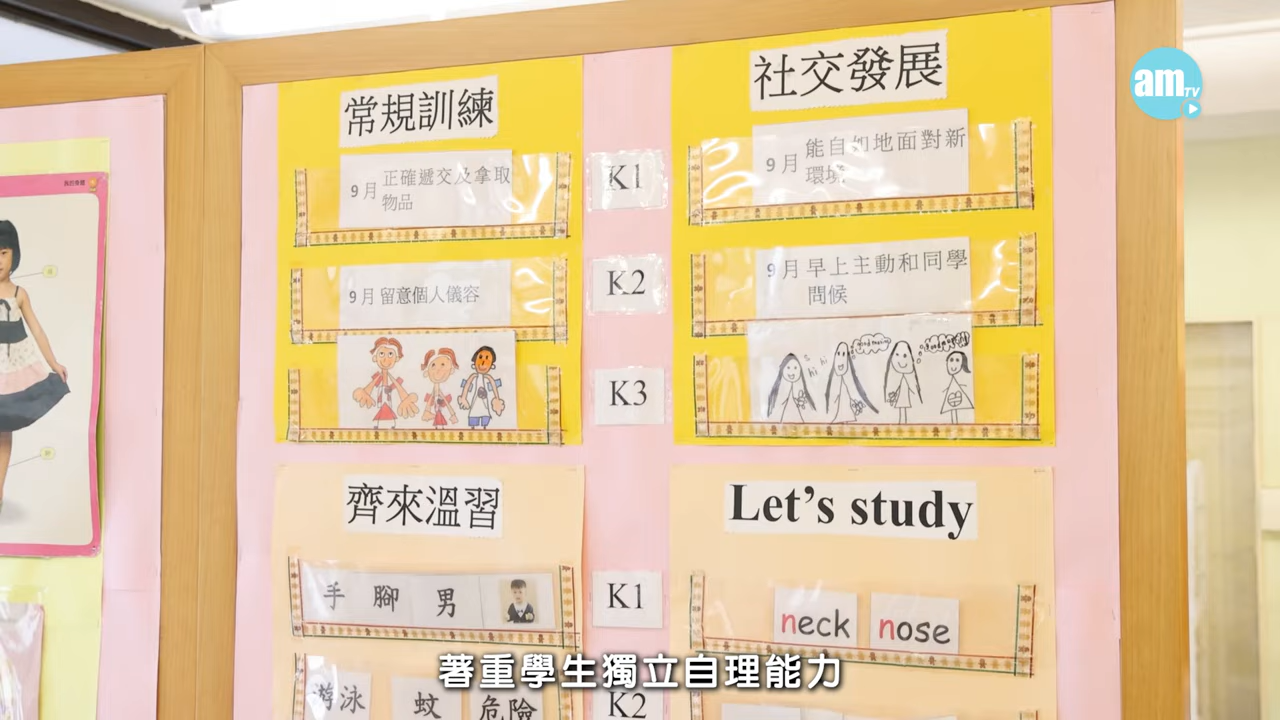 am TV
常規訓練
社交發展
9月 正確遞交及拿取
物品
K1
9月 能自如地面對新
環境
9月 留意個人儀容
K2
9月 早上主動和同學
問候
K3
齊來溫習
Let's study
手 腳 男
K1
neck nose
游泳 蚊 危險
K2
著重學生獨立自理能力